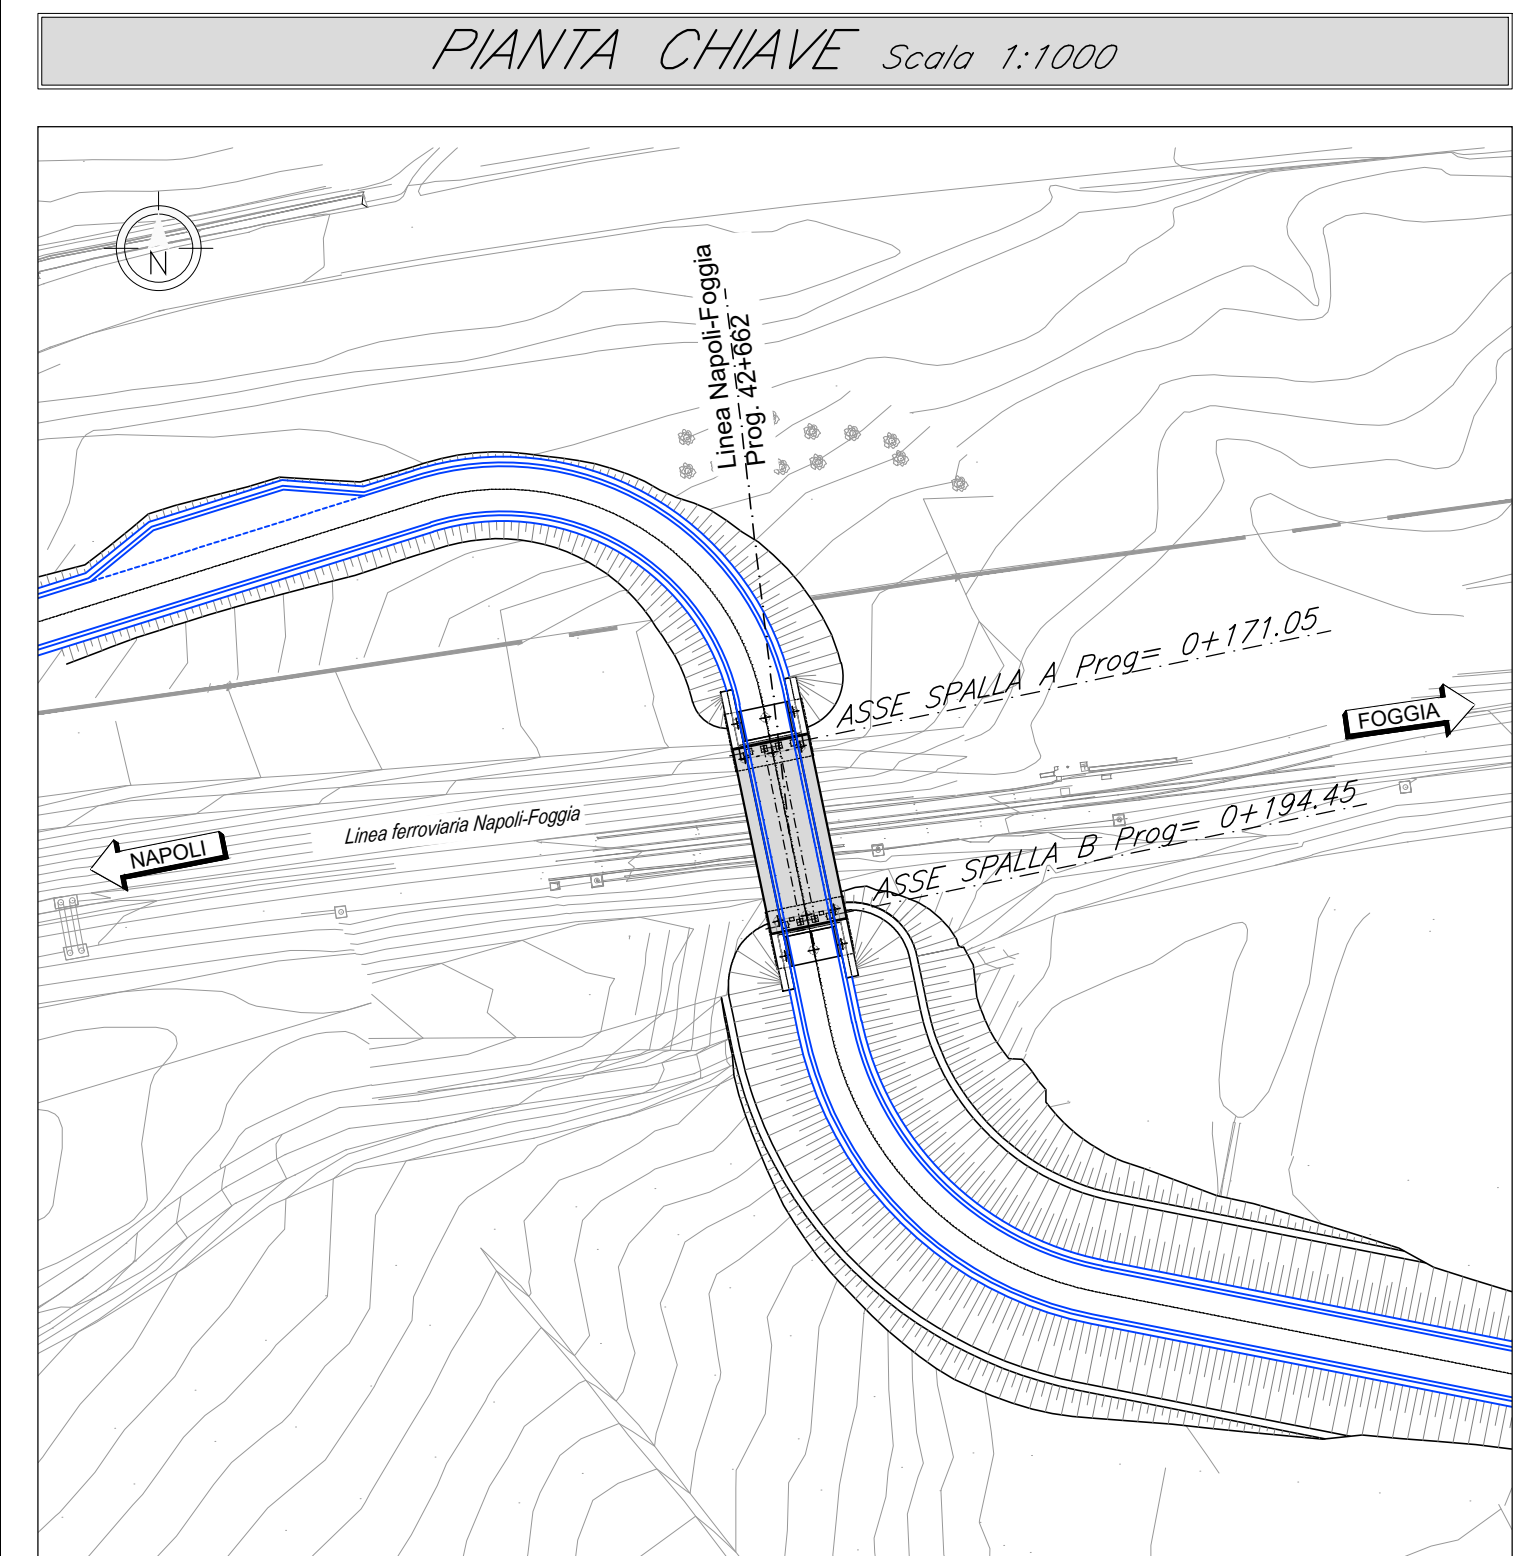 PIANTA CHIAVE Scala 1:1000
N
Linea Napoli-Foggia
Prog. 42+662
ASSE SPALLA A Prog= 0+171.05
FOGGIA
Linea ferroviaria Napoli-Foggia
NAPOLI
ASSE SPALLA B Prog= 0+194.45